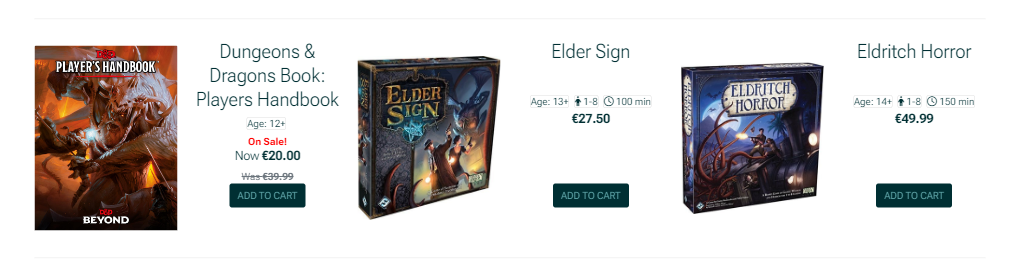 D&D
PLAYER'S HANDBOOK
D&D
BEYOND
Dungeons &
Dragons Book:
Players Handbook
Age: 12+
On Sale!
Now €20.00
Was €39.99
ADD TO CART
ELDER
SIGN
Elder Sign
Age: 13+ 1-8 100 min
€27.50
ADD TO CART
ELDRITCH
HORROR
Eldritch Horror
Age: 14+ 1-8 150 min
€49.99
ADD TO CART